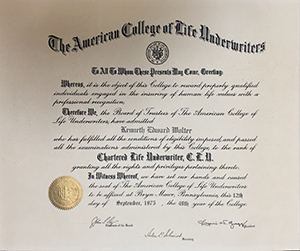 The American College of Life Underwriters
To All To Whom These Presents May Come, Greeting:
Whereas, it is the object of this College to reward properly qualified
individuals engaged in the insuring of human life values with a
professional recognition,
Therefore We, the Board of Trustees of The American College
of Life Underwriters, have admitted
Kenneth Edward Wolter
who has fulfilled all the conditions of eligibility imposed, and passed
all the examinations administered by this College, to the rank of
Chartered Life Underwriter, C.L.U.
granting all the rights and privileges pertaining thereto.
In Witness Whereof, we have set our hands and caused
the seal of The American College of Life Underwriters
to be affixed at Bryn Mawr, Pennsylvania, this 12th
day of September, 1975 , the 48th year of the College.